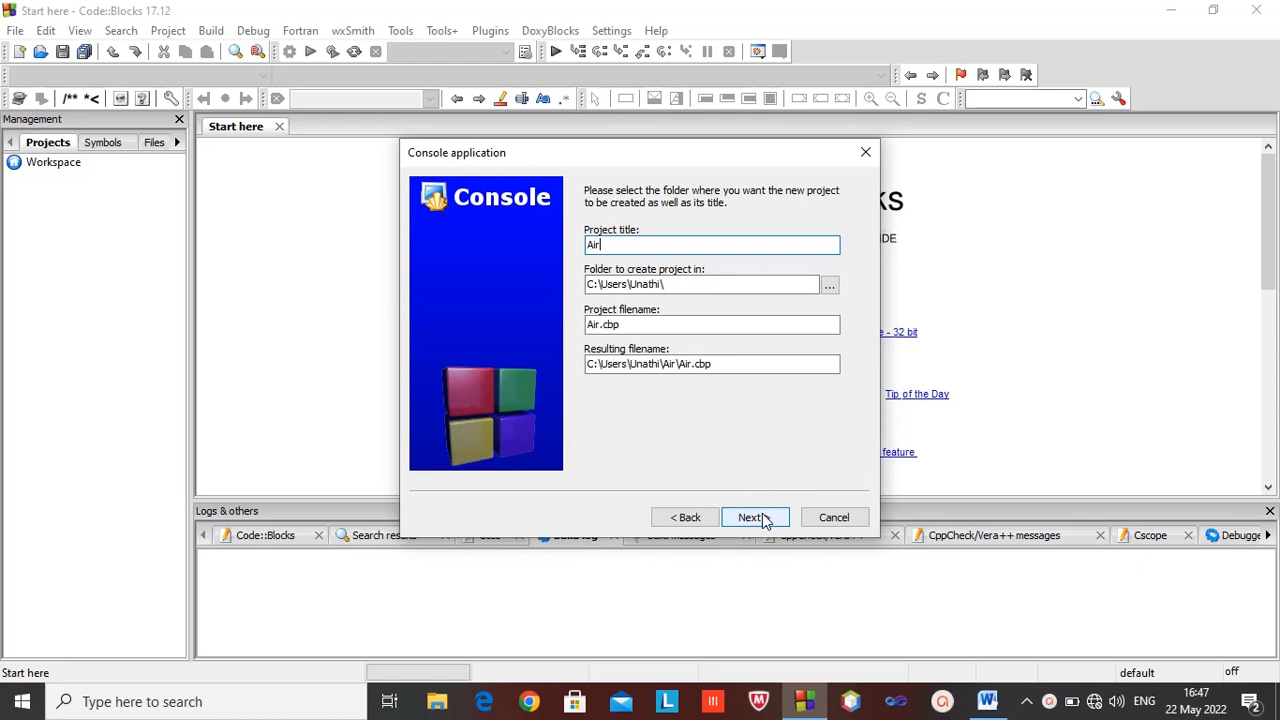 Start here - Code::Blocks 17.12
File Edit View Search Project Build Debug Fortran wxSmith Tools Tools+ Plugins DoxyBlocks Settings Help
/** *<
S C
Management
Projects Symbols Files
Workspace
Start here
Console application
Console
Please select the folder where you want the new project
to be created as well as its title.
Project title:
Air
Folder to create project in:
C:\Users\Unathi\
...
Project filename:
Air.cbp
Resulting filename:
C:\Users\Unathi\Air\Air.cbp
< Back Next Cancel
- 32 bit
Tip of the Day
feature
Logs & others
Code::Blocks Search CppCheck/Vera++ messages Cscope
Start here default off
Type here to search
ENG
16:47
22 May 2022
2